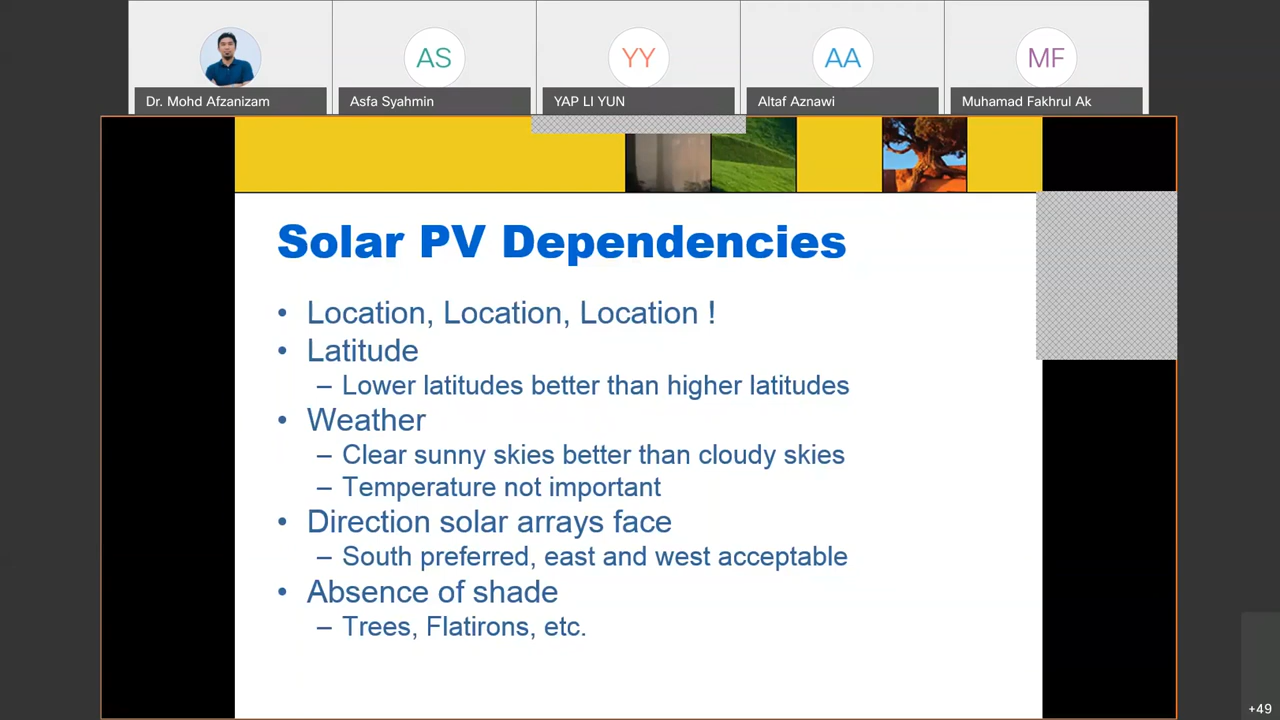 AS
YY
AA
MF
Dr. Mohd Afzanizam
Asfa Syahmin
YAP LI YUN
Altaf Aznawi
Muhamad Fakhrul Ak
Solar PV Dependencies
• Location, Location, Location !
• Latitude
– Lower latitudes better than higher latitudes
• Weather
– Clear sunny skies better than cloudy skies
– Temperature not important
• Direction solar arrays face
– South preferred, east and west acceptable
• Absence of shade
– Trees, Flatirons, etc.
+49